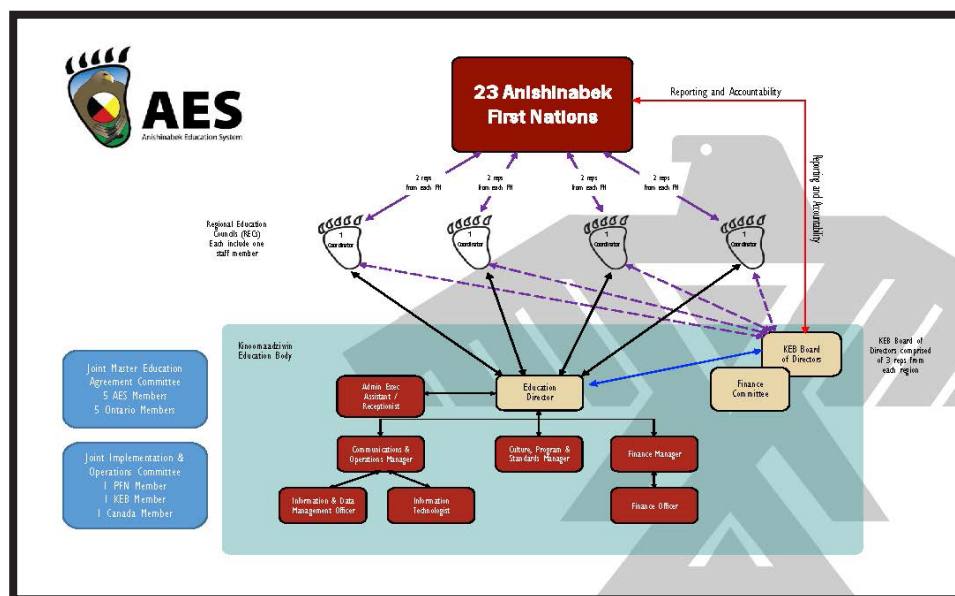 AES
Anishinabek Education System
23 Anishinabek
First Nations
Reporting and Accountability
Reporting and Accountability
2 reps
from each FN
2 reps
from each FN
2 reps
from each FN
2 reps
from each FN
Regional Education
Councils (RECs)
Each include one
staff member
1
Coordinator
1
Coordinator
1
Coordinator
1
Coordinator
Kinoomaadziwin
Education Body
KEB Board
of Directors
Finance
Committee
KEB Board of
Directors comprised
of 3 reps from
each region
Joint Master Education
Agreement Committee
5 AES Members
5 Ontario Members
Joint Implementation &
Operations Committee
1 PFN Member
1 KEB Member
1 Canada Member
Education
Director
Admin Exec
Assistant /
Receptionist
Communications &
Operations Manager
Culture, Program &
Standards Manager
Finance Manager
Information & Data
Management Officer
Information
Technologist
Finance Officer